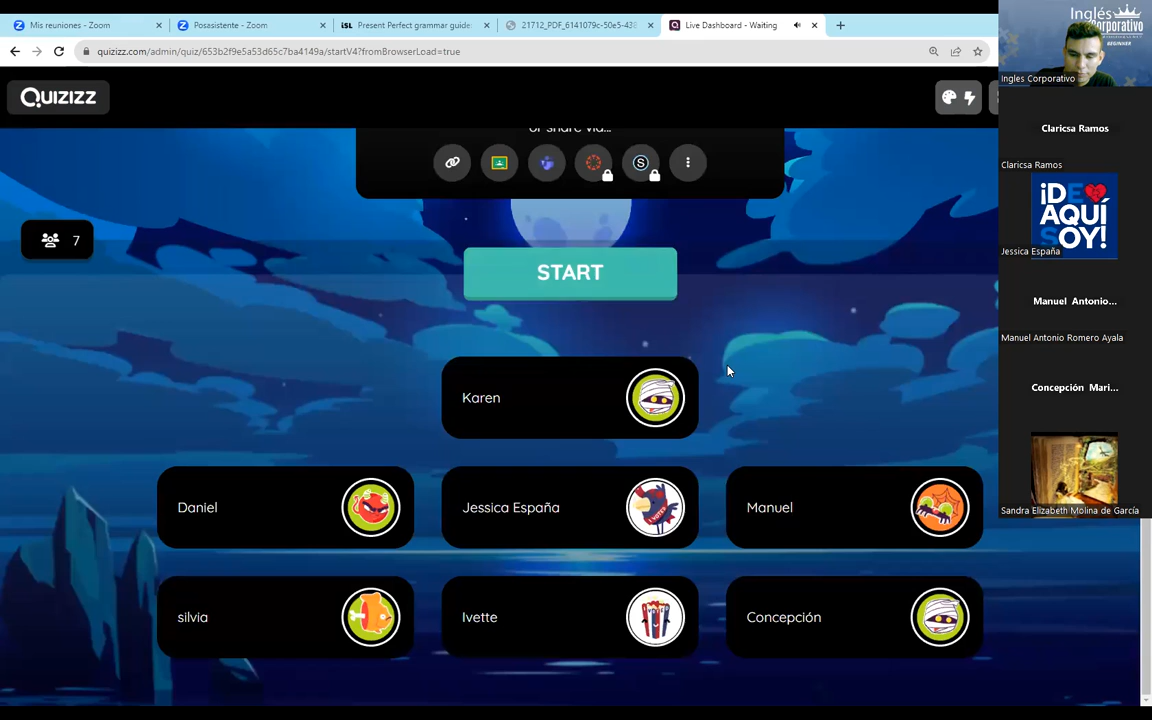 Mis reuniones - Zoom
Posasistente - Zoom
iSL Present Perfect grammar guide:
21712_PDF_6141079c-50e5-43
Live Dashboard - Waiting
quizizz.com/admin/quiz/653b2f9e5a53d65c7ba4149a/startV4?fromBrowserLoad=true
QUIZIZZ
or share via...
S
7
START
Karen
Daniel
Jessica España
Manuel
silvia
Ivette
Concepción
Inglés
Corporativo
BEGINNER
Ingles Corporativo
Claricsa Ramos
Claricsa Ramos
¡DE
AQUÍ
SOY!
Jessica España
Manuel Antonio...
Manuel Antonio Romero Ayala
Concepción Mari...
Sandra Elizabeth Molina de García